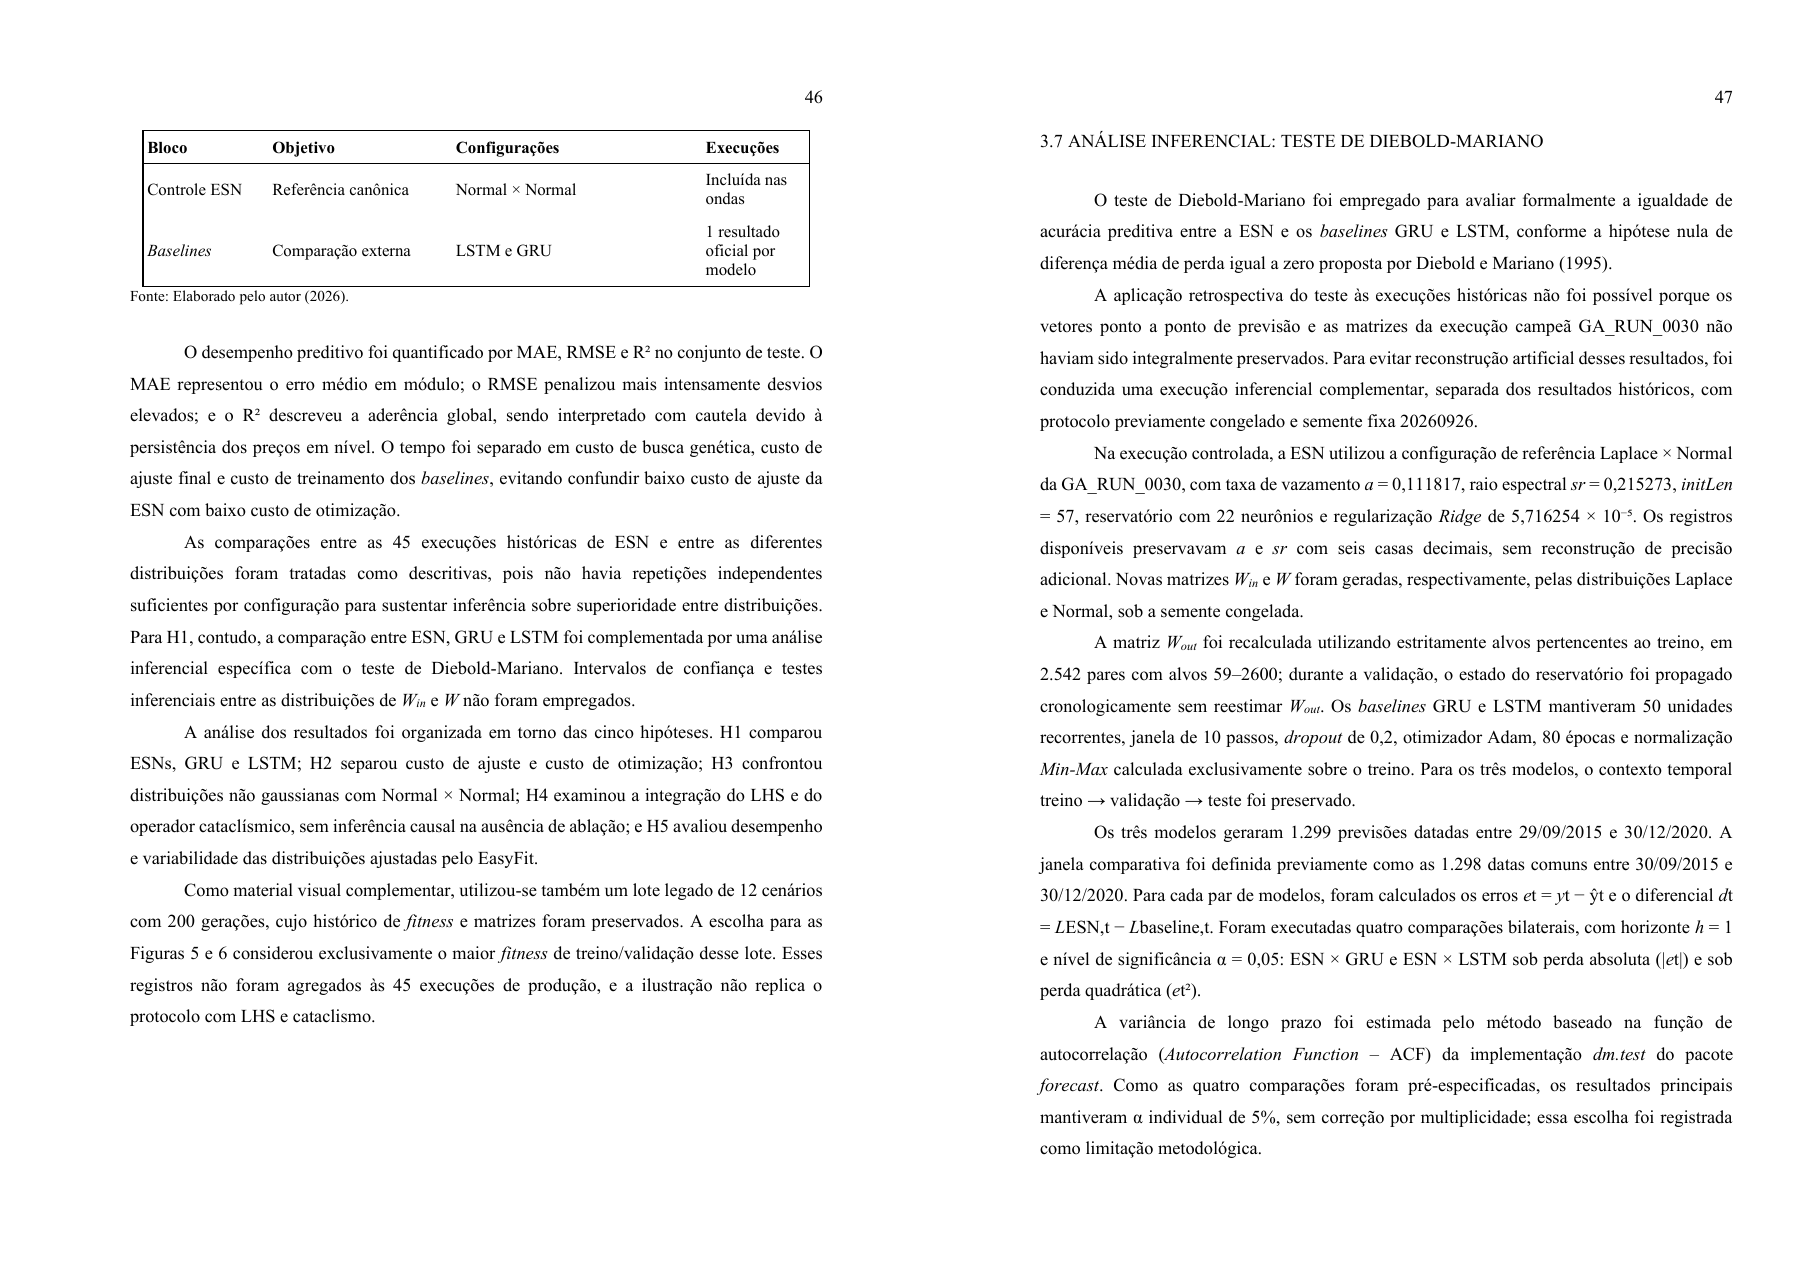 46
Bloco Objetivo Configurações Execuções
Controle ESN Referência canônica Normal × Normal Incluída nas
ondas
Baselines Comparação externa LSTM e GRU 1 resultado
oficial por
modelo
Fonte: Elaborado pelo autor (2026).
O desempenho preditivo foi quantificado por MAE, RMSE e R² no conjunto de teste. O
MAE representou o erro médio em módulo; o RMSE penalizou mais intensamente desvios
elevados; e o R² descreveu a aderência global, sendo interpretado com cautela devido à
persistência dos preços em nível. O tempo foi separado em custo de busca genética, custo de
ajuste final e custo de treinamento dos baselines, evitando confundir baixo custo de ajuste da
ESN com baixo custo de otimização.
As comparações entre as 45 execuções históricas de ESN e entre as diferentes
distribuições foram tratadas como descritivas, pois não havia repetições independentes
suficientes por configuração para sustentar inferência sobre superioridade entre distribuições.
Para H1, contudo, a comparação entre ESN, GRU e LSTM foi complementada por uma análise
inferencial específica com o teste de Diebold-Mariano. Intervalos de confiança e testes
inferenciais entre as distribuições de Win e W não foram empregados.
A análise dos resultados foi organizada em torno das cinco hipóteses. H1 comparou
ESNs, GRU e LSTM; H2 separou custo de ajuste e custo de otimização; H3 confrontou
distribuições não gaussianas com Normal × Normal; H4 examinou a integração do LHS e do
operador cataclísmico, sem inferência causal na ausência de ablação; e H5 avaliou desempenho
e variabilidade das distribuições ajustadas pelo EasyFit.
Como material visual complementar, utilizou-se também um lote legado de 12 cenários
com 200 gerações, cujo histórico de fitness e matrizes foram preservados. A escolha para as
Figuras 5 e 6 considerou exclusivamente o maior fitness de treino/validação desse lote. Esses
registros não foram agregados às 45 execuções de produção, e a ilustração não replica o
protocolo com LHS e cataclismo.
47
3.7 ANÁLISE INFERENCIAL: TESTE DE DIEBOLD-MARIANO
O teste de Diebold-Mariano foi empregado para avaliar formalmente a igualdade de
acurácia preditiva entre a ESN e os baselines GRU e LSTM, conforme a hipótese nula de
diferença média de perda igual a zero proposta por Diebold e Mariano (1995).
A aplicação retrospectiva do teste às execuções históricas não foi possível porque os
vetores ponto a ponto de previsão e as matrizes da execução campeã GA_RUN_0030 não
haviam sido integralmente preservados. Para evitar reconstrução artificial desses resultados, foi
conduzida uma execução inferencial complementar, separada dos resultados históricos, com
protocolo previamente congelado e semente fixa 20260926.
Na execução controlada, a ESN utilizou a configuração de referência Laplace × Normal
da GA_RUN_0030, com taxa de vazamento a = 0,111817, raio espectral sr = 0,215273, initLen
= 57, reservatório com 22 neurônios e regularização Ridge de 5,716254 × 10⁻⁵. Os registros
disponíveis preservavam a e sr com seis casas decimais, sem reconstrução de precisão
adicional. Novas matrizes Win e W foram geradas, respectivamente, pelas distribuições Laplace
e Normal, sob a semente congelada.
A matriz Wout foi recalculada utilizando estritamente alvos pertencentes ao treino, em
2.542 pares com alvos 59–2600; durante a validação, o estado do reservatório foi propagado
cronologicamente sem reestimar Wout. Os baselines GRU e LSTM mantiveram 50 unidades
recorrentes, janela de 10 passos, dropout de 0,2, otimizador Adam, 80 épocas e normalização
Min-Max calculada exclusivamente sobre o treino. Para os três modelos, o contexto temporal
treino → validação → teste foi preservado.
Os três modelos geraram 1.299 previsões datadas entre 29/09/2015 e 30/12/2020. A
janela comparativa foi definida previamente como as 1.298 datas comuns entre 30/09/2015 e
30/12/2020. Para cada par de modelos, foram calculados os erros et = yt − ŷt e o diferencial dt
= LESN,t − Lbaseline,t. Foram executadas quatro comparações bilaterais, com horizonte h = 1
e nível de significância α = 0,05: ESN × GRU e ESN × LSTM sob perda absoluta (|et|) e sob
perda quadrática (et²).
A variância de longo prazo foi estimada pelo método baseado na função de
autocorrelação (Autocorrelation Function – ACF) da implementação dm.test do pacote
forecast. Como as quatro comparações foram pré-especificadas, os resultados principais
mantiveram α individual de 5%, sem correção por multiplicidade; essa escolha foi registrada
como limitação metodológica.